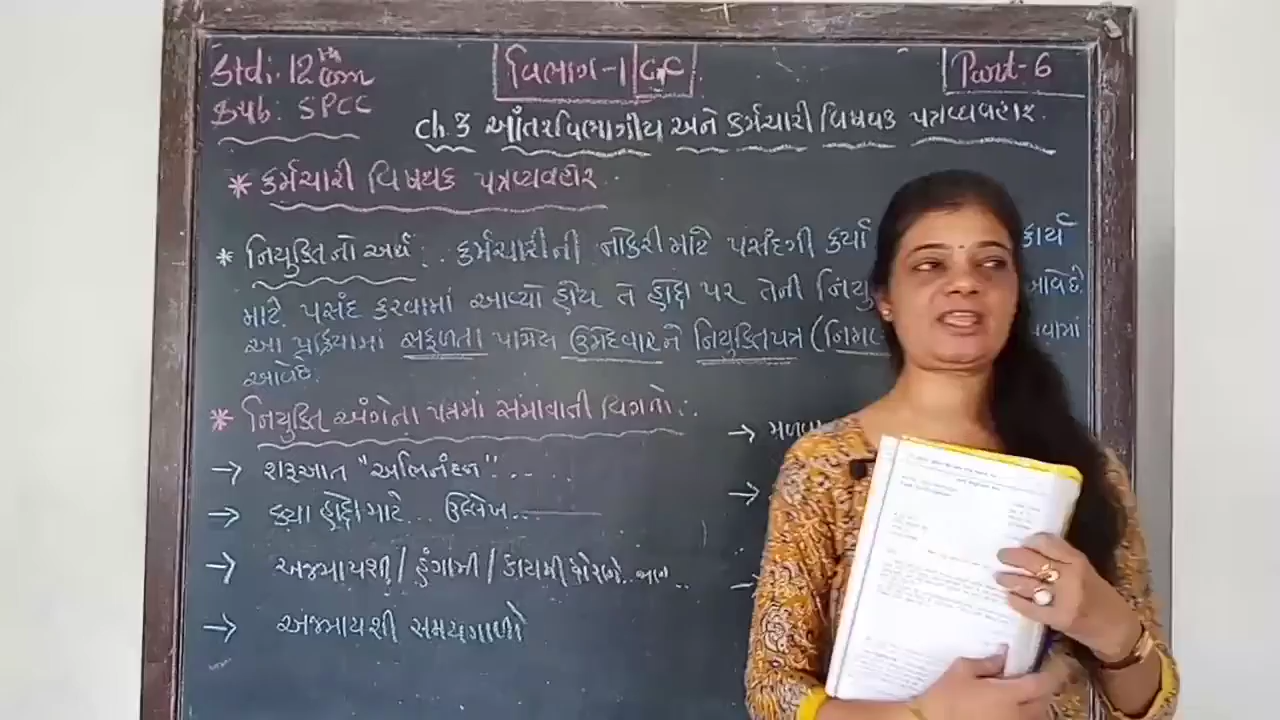 Std: 12th Com
વિભાગ-1 GC
Part-6
Sub: SPCC
ch.3 આંતરવિભાગીય અને કર્મચારી વિષયક પત્રવ્યવહાર.
* કર્મચારી વિષયક પત્રવ્યવહાર
* નિયુક્તિનો અર્થ : કર્મચારીની નોકરી માટે પસંદગી કર્યા કાર્ય
માટે પસંદ કરવામાં આવ્યો હોય તે હોદ્દા પર તેની આવેછે.
આ પ્રક્રિયામાં સફળતા પામેલ ઉમેદવારને નિયુક્તિપત્ર
આવેછે.
* નિયુક્તિ અંગેના પત્રમાં સમાવાતી વિગતો :
→ શરૂઆત "અભિનંદન"...
→ કયા હોદ્દા માટે... ઉલ્લેખ...
→ અજમાયશી / હંગામી / કાયમી ધોરણે..
→ અજમાયશી સમયગાળો
→
→
→